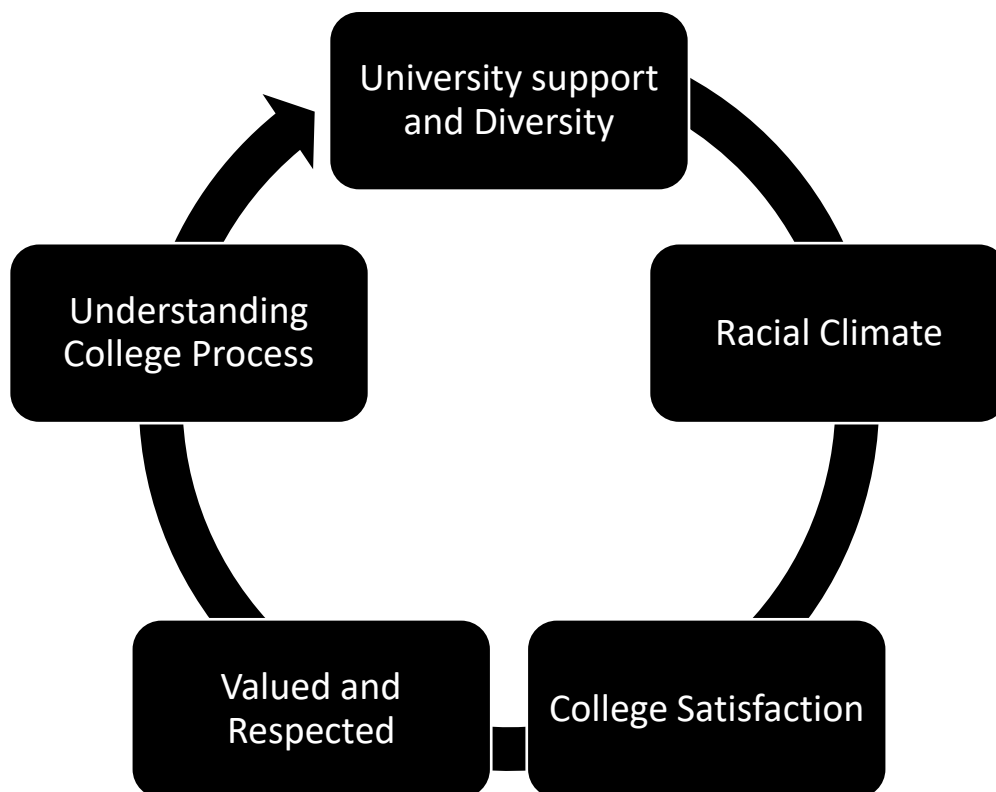 University support
and Diversity
Racial Climate
College Satisfaction
Valued and
Respected
Understanding
College Process